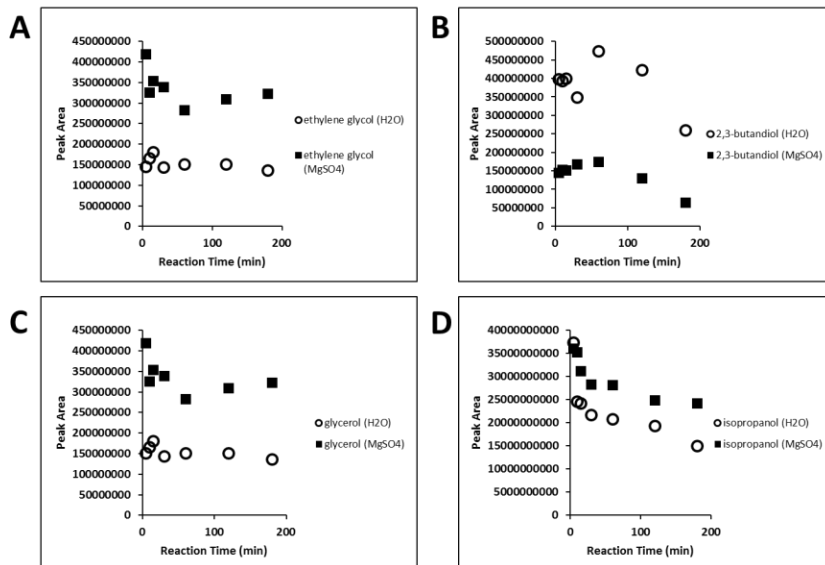 A
450000000
400000000
350000000
300000000
250000000
200000000
150000000
100000000
50000000
0
Peak Area
0 100 200
Reaction Time (min)
ethylene glycol (H2O)
ethylene glycol
(MgSO4)
B
500000000
450000000
400000000
350000000
300000000
250000000
200000000
150000000
100000000
50000000
0
Peak Area
0 100 200
Reaction Time (min)
2,3-butandiol (H2O)
2,3-butandiol (MgSO4)
C
450000000
400000000
350000000
300000000
250000000
200000000
150000000
100000000
50000000
0
Peak Area
0 100 200
Reaction Time (min)
glycerol (H2O)
glycerol (MgSO4)
D
40000000000
35000000000
30000000000
25000000000
20000000000
15000000000
10000000000
5000000000
0
Peak Area
0 100 200
Reaction Time (min)
isopropanol (H2O)
isopropanol (MgSO4)